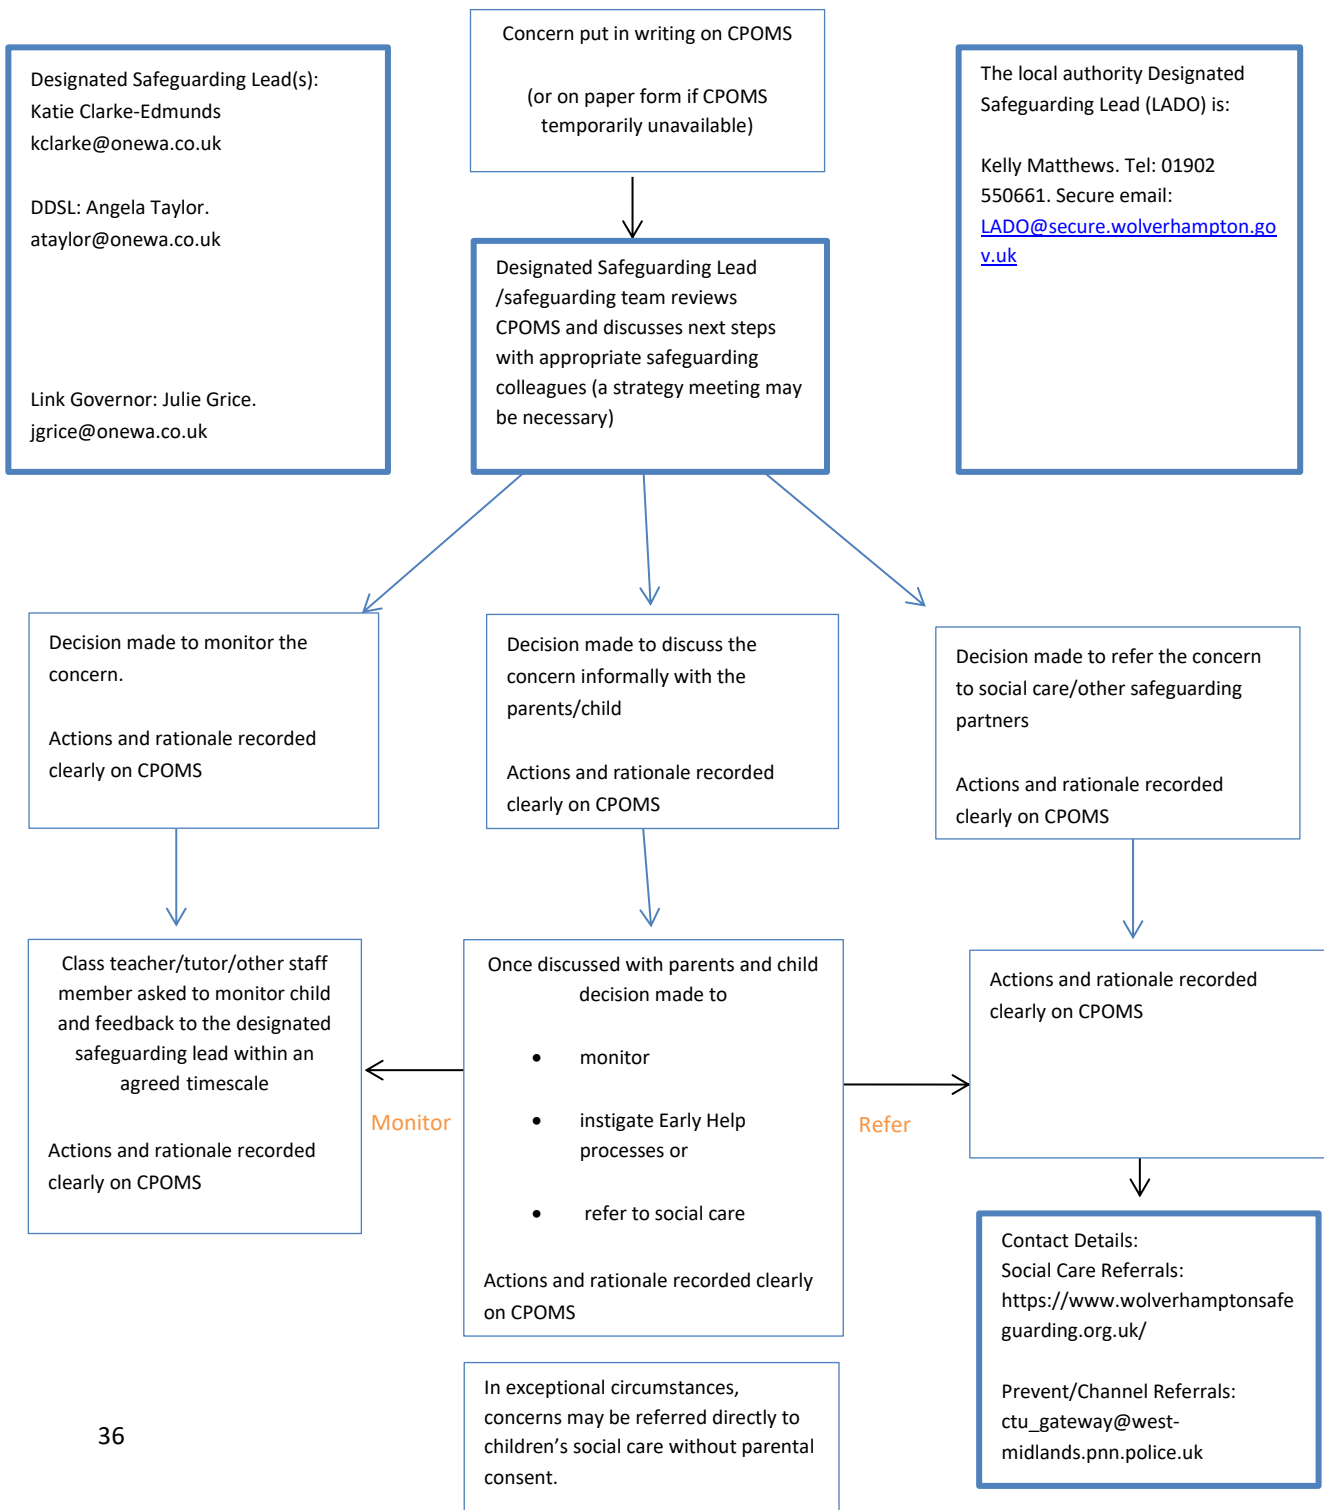 Concern put in writing on CPOMS
(or on paper form if CPOMS
temporarily unavailable)
Designated Safeguarding Lead(s):
Katie Clarke-Edmunds
kclarke@onewa.co.uk
DDSL: Angela Taylor.
ataylor@onewa.co.uk
Link Governor: Julie Grice.
jgrice@onewa.co.uk
The local authority Designated
Safeguarding Lead (LADO) is:
Kelly Matthews. Tel: 01902
550661. Secure email:
LADO@secure.wolverhampton.go
v.uk
Designated Safeguarding Lead
/safeguarding team reviews
CPOMS and discusses next steps
with appropriate safeguarding
colleagues (a strategy meeting may
be necessary)
Decision made to monitor the
concern.
Actions and rationale recorded
clearly on CPOMS
Decision made to discuss the
concern informally with the
parents/child
Actions and rationale recorded
clearly on CPOMS
Decision made to refer the concern
to social care/other safeguarding
partners
Actions and rationale recorded
clearly on CPOMS
Class teacher/tutor/other staff
member asked to monitor child
and feedback to the designated
safeguarding lead within an
agreed timescale
Actions and rationale recorded
clearly on CPOMS
Monitor
Once discussed with parents and child
decision made to
• monitor
• instigate Early Help
processes or
• refer to social care
Actions and rationale recorded clearly
on CPOMS
Refer
Actions and rationale recorded
clearly on CPOMS
Contact Details:
Social Care Referrals:
https://www.wolverhamptonsafe
guarding.org.uk/
Prevent/Channel Referrals:
ctu_gateway@west-
midlands.pnn.police.uk
In exceptional circumstances,
concerns may be referred directly to
children's social care without parental
consent.
36